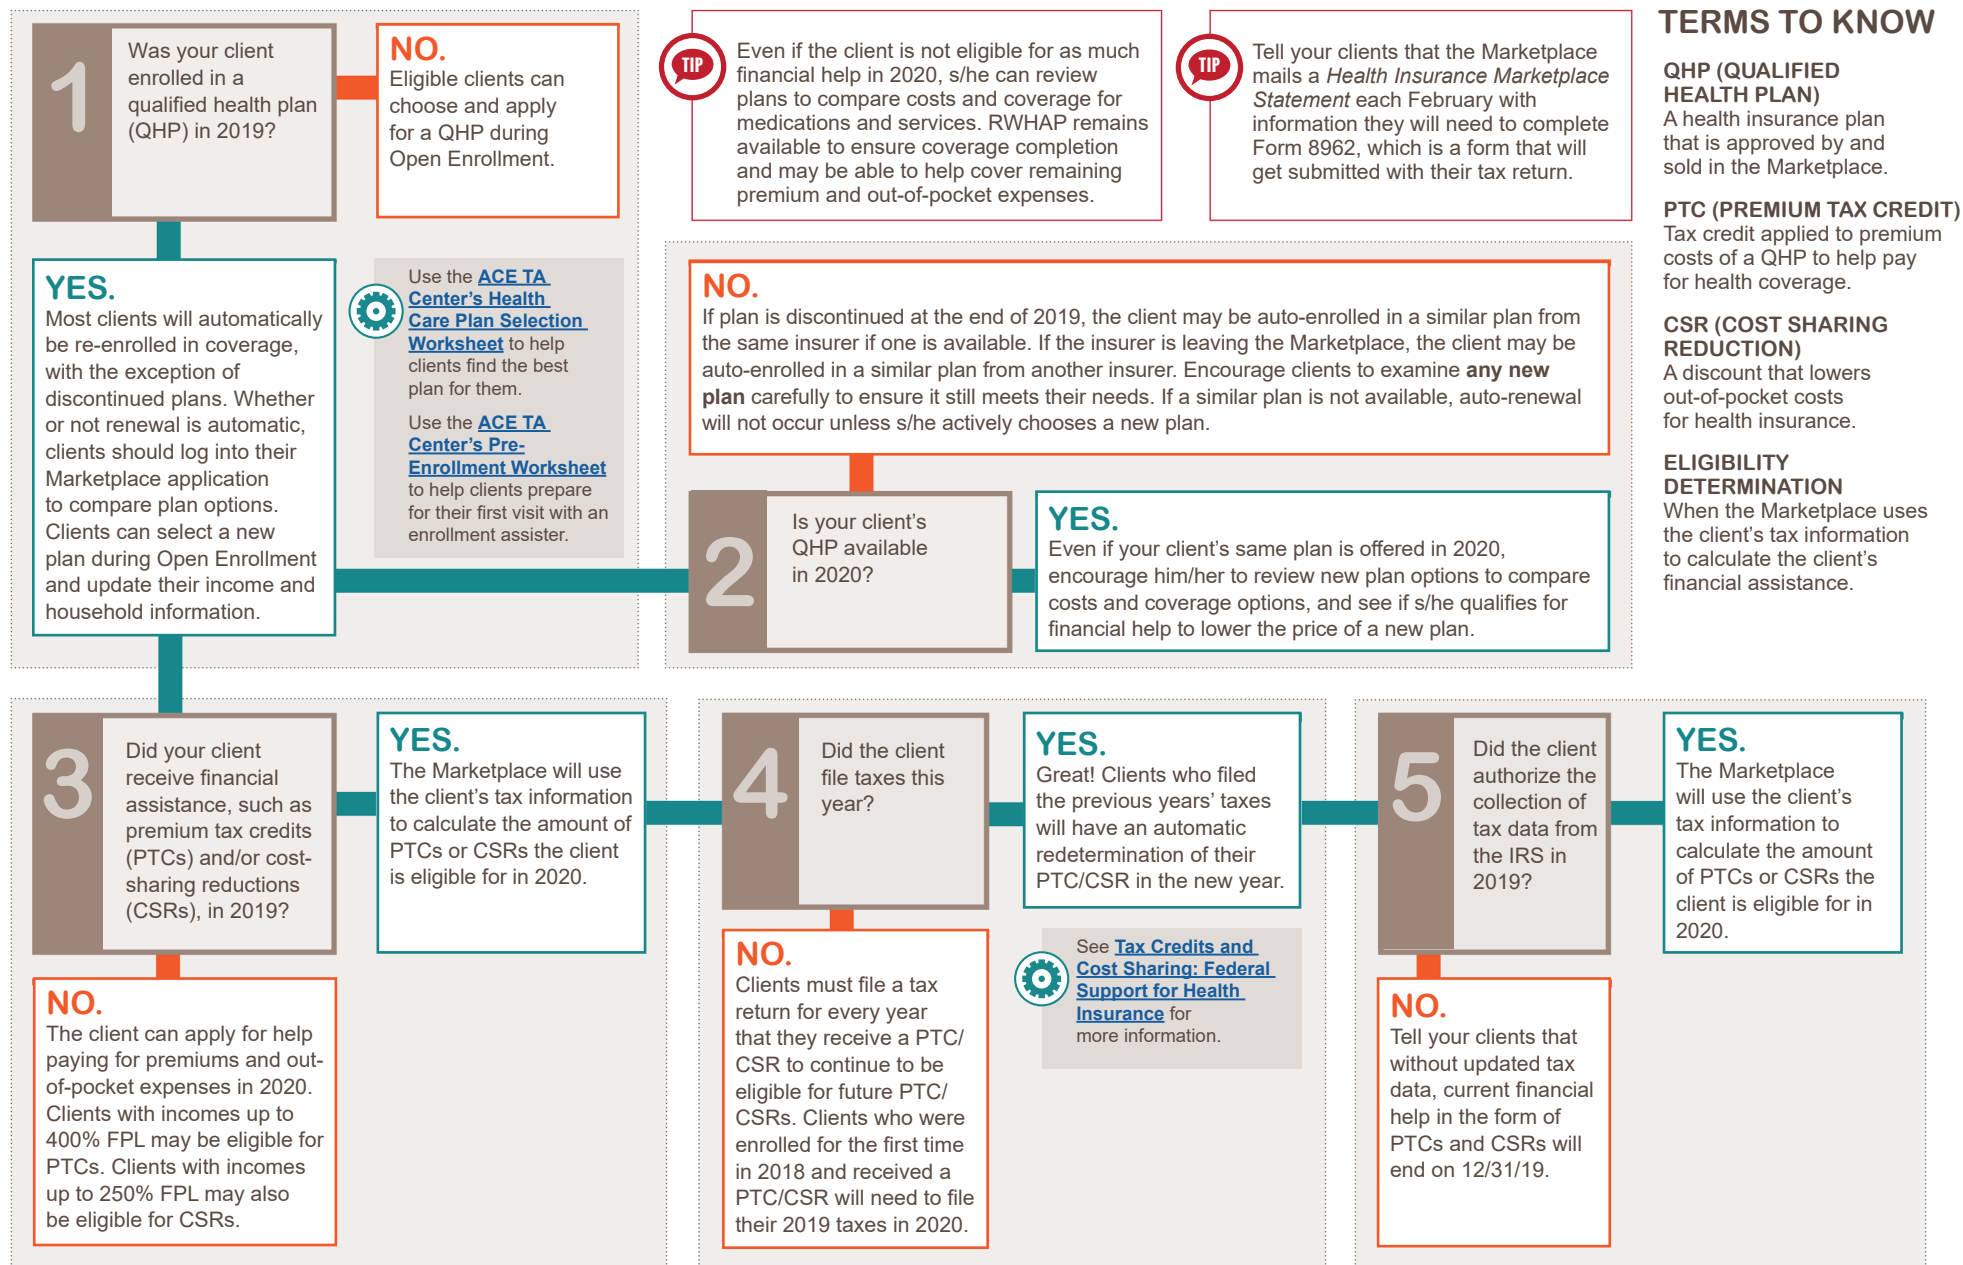 1
Was your client
enrolled in a
qualified health plan
(QHP) in 2019?
NO.
Eligible clients can
choose and apply
for a QHP during
Open Enrollment.
YES.
Most clients will automatically
be re-enrolled in coverage,
with the exception of
discontinued plans. Whether
or not renewal is automatic,
clients should log into their
Marketplace application
to compare plan options.
Clients can select a new
plan during Open Enrollment
and update their income and
household information.
Use the ACE TA
Center’s Health
Care Plan Selection
Worksheet to help
clients find the best
plan for them.
Use the ACE TA
Center’s Pre-
Enrollment Worksheet
to help clients prepare
for their first visit with an
enrollment assister.
TIP
Even if the client is not eligible for as much
financial help in 2020, s/he can review
plans to compare costs and coverage for
medications and services. RWHAP remains
available to ensure coverage completion
and may be able to help cover remaining
premium and out-of-pocket expenses.
TIP
Tell your clients that the Marketplace
mails a Health Insurance Marketplace
Statement each February with
information they will need to complete
Form 8962, which is a form that will
get submitted with their tax return.
NO.
If plan is discontinued at the end of 2019, the client may be auto-enrolled in a similar plan from
the same insurer if one is available. If the insurer is leaving the Marketplace, the client may be
auto-enrolled in a similar plan from another insurer. Encourage clients to examine any new
plan carefully to ensure it still meets their needs. If a similar plan is not available, auto-renewal
will not occur unless s/he actively chooses a new plan.
2
Is your client’s
QHP available
in 2020?
YES.
Even if your client’s same plan is offered in 2020,
encourage him/her to review new plan options to compare
costs and coverage options, and see if s/he qualifies for
financial help to lower the price of a new plan.
TERMS TO KNOW
QHP (QUALIFIED
HEALTH PLAN)
A health insurance plan
that is approved by and
sold in the Marketplace.
PTC (PREMIUM TAX CREDIT)
Tax credit applied to premium
costs of a QHP to help pay
for health coverage.
CSR (COST SHARING
REDUCTION)
A discount that lowers
out-of-pocket costs
for health insurance.
ELIGIBILITY
DETERMINATION
When the Marketplace uses
the client’s tax information
to calculate the client’s
financial assistance.
3
Did your client
receive financial
assistance, such as
premium tax credits
(PTCs) and/or cost-
sharing reductions
(CSRs), in 2019?
YES.
The Marketplace will use
the client’s tax information
to calculate the amount of
PTCs or CSRs the client
is eligible for in 2020.
NO.
The client can apply for help
paying for premiums and out-
of-pocket expenses in 2020.
Clients with incomes up to
400% FPL may be eligible for
PTCs. Clients with incomes
up to 250% FPL may also
be eligible for CSRs.
4
Did the client
file taxes this
year?
YES.
Great! Clients who filed
the previous years’ taxes
will have an automatic
redetermination of their
PTC/CSR in the new year.
NO.
Clients must file a tax
return for every year
that they receive a PTC/
CSR to continue to be
eligible for future PTC/
CSRs. Clients who were
enrolled for the first time
in 2018 and received a
PTC/CSR will need to file
their 2019 taxes in 2020.
See Tax Credits and
Cost Sharing: Federal
Support for Health
Insurance for
more information.
5
Did the client
authorize the
collection of
tax data from
the IRS in
2019?
YES.
The Marketplace
will use the client’s
tax information to
calculate the amount
of PTCs or CSRs the
client is eligible for in
2020.
NO.
Tell your clients that
without updated tax
data, current financial
help in the form of
PTCs and CSRs will
end on 12/31/19.